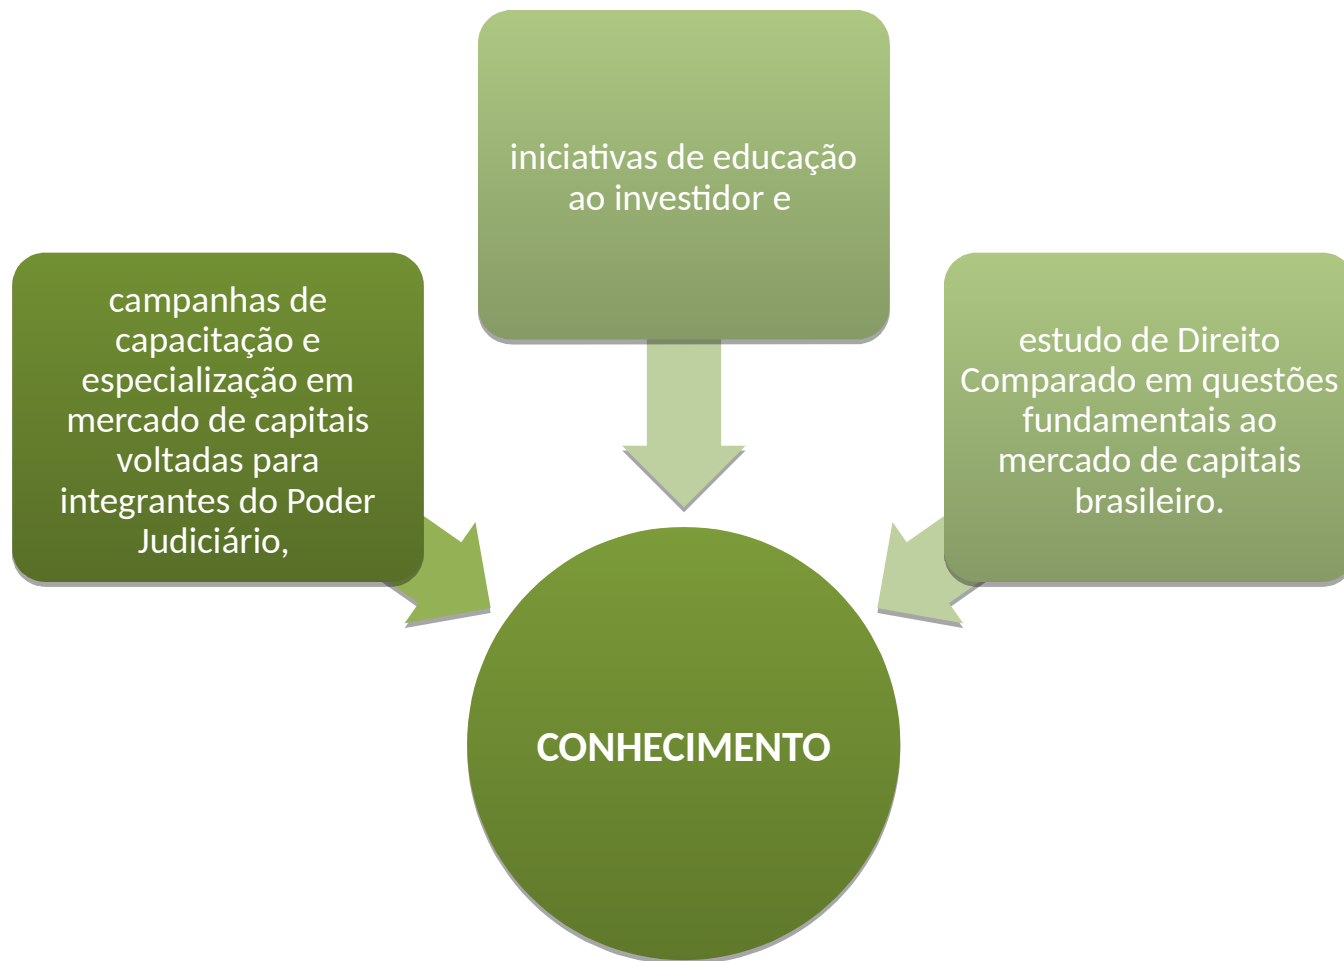 campanhas de
capacitação e
especialização em
mercado de capitais
voltadas para
integrantes do Poder
Judiciário,
iniciativas de educação
ao investidor e
estudo de Direito
Comparado em questões
fundamentais ao
mercado de capitais
brasileiro.
CONHECIMENTO